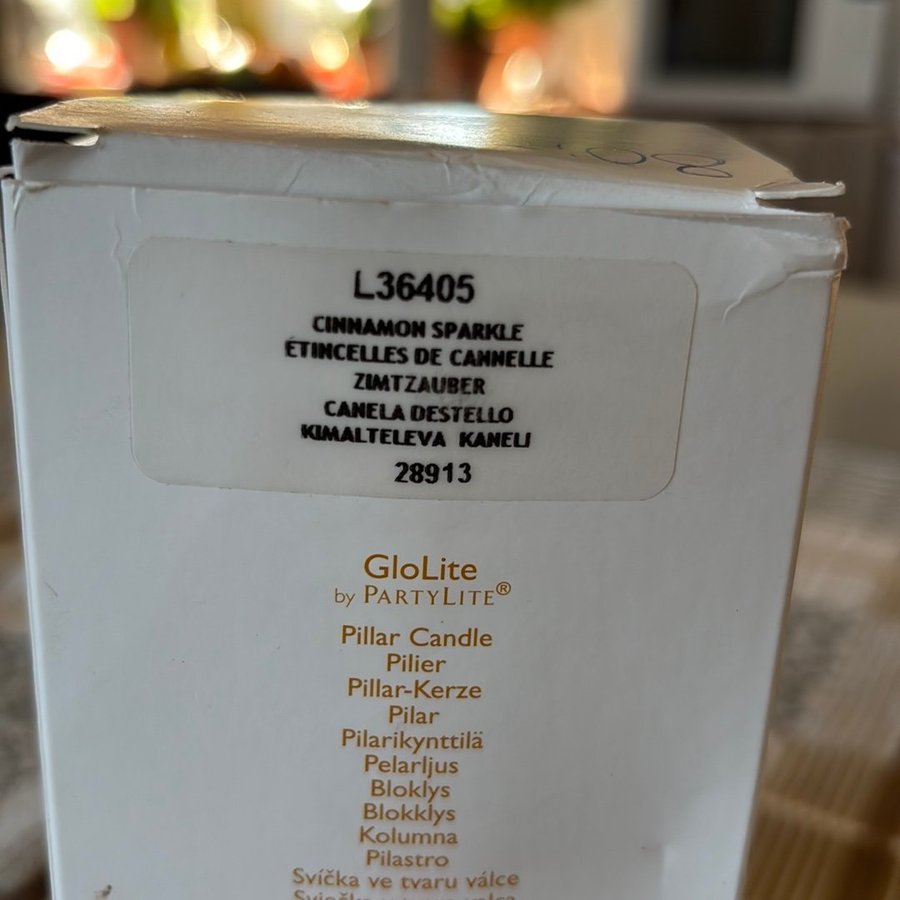 L36405
CINNAMON SPARKLE
ÉTINCELLES DE CANNELLE
ZIMTZAUBER
CANELA DESTELLO
KIMALTELEVA KANELI
28913
GloLite
by PARTYLITE®
Pillar Candle
Pilier
Pillar-Kerze
Pilar
Pilarikynttilä
Pelarljus
Bloklys
Blokklys
Kolumna
Pilastro
Svíčka ve tvaru válce